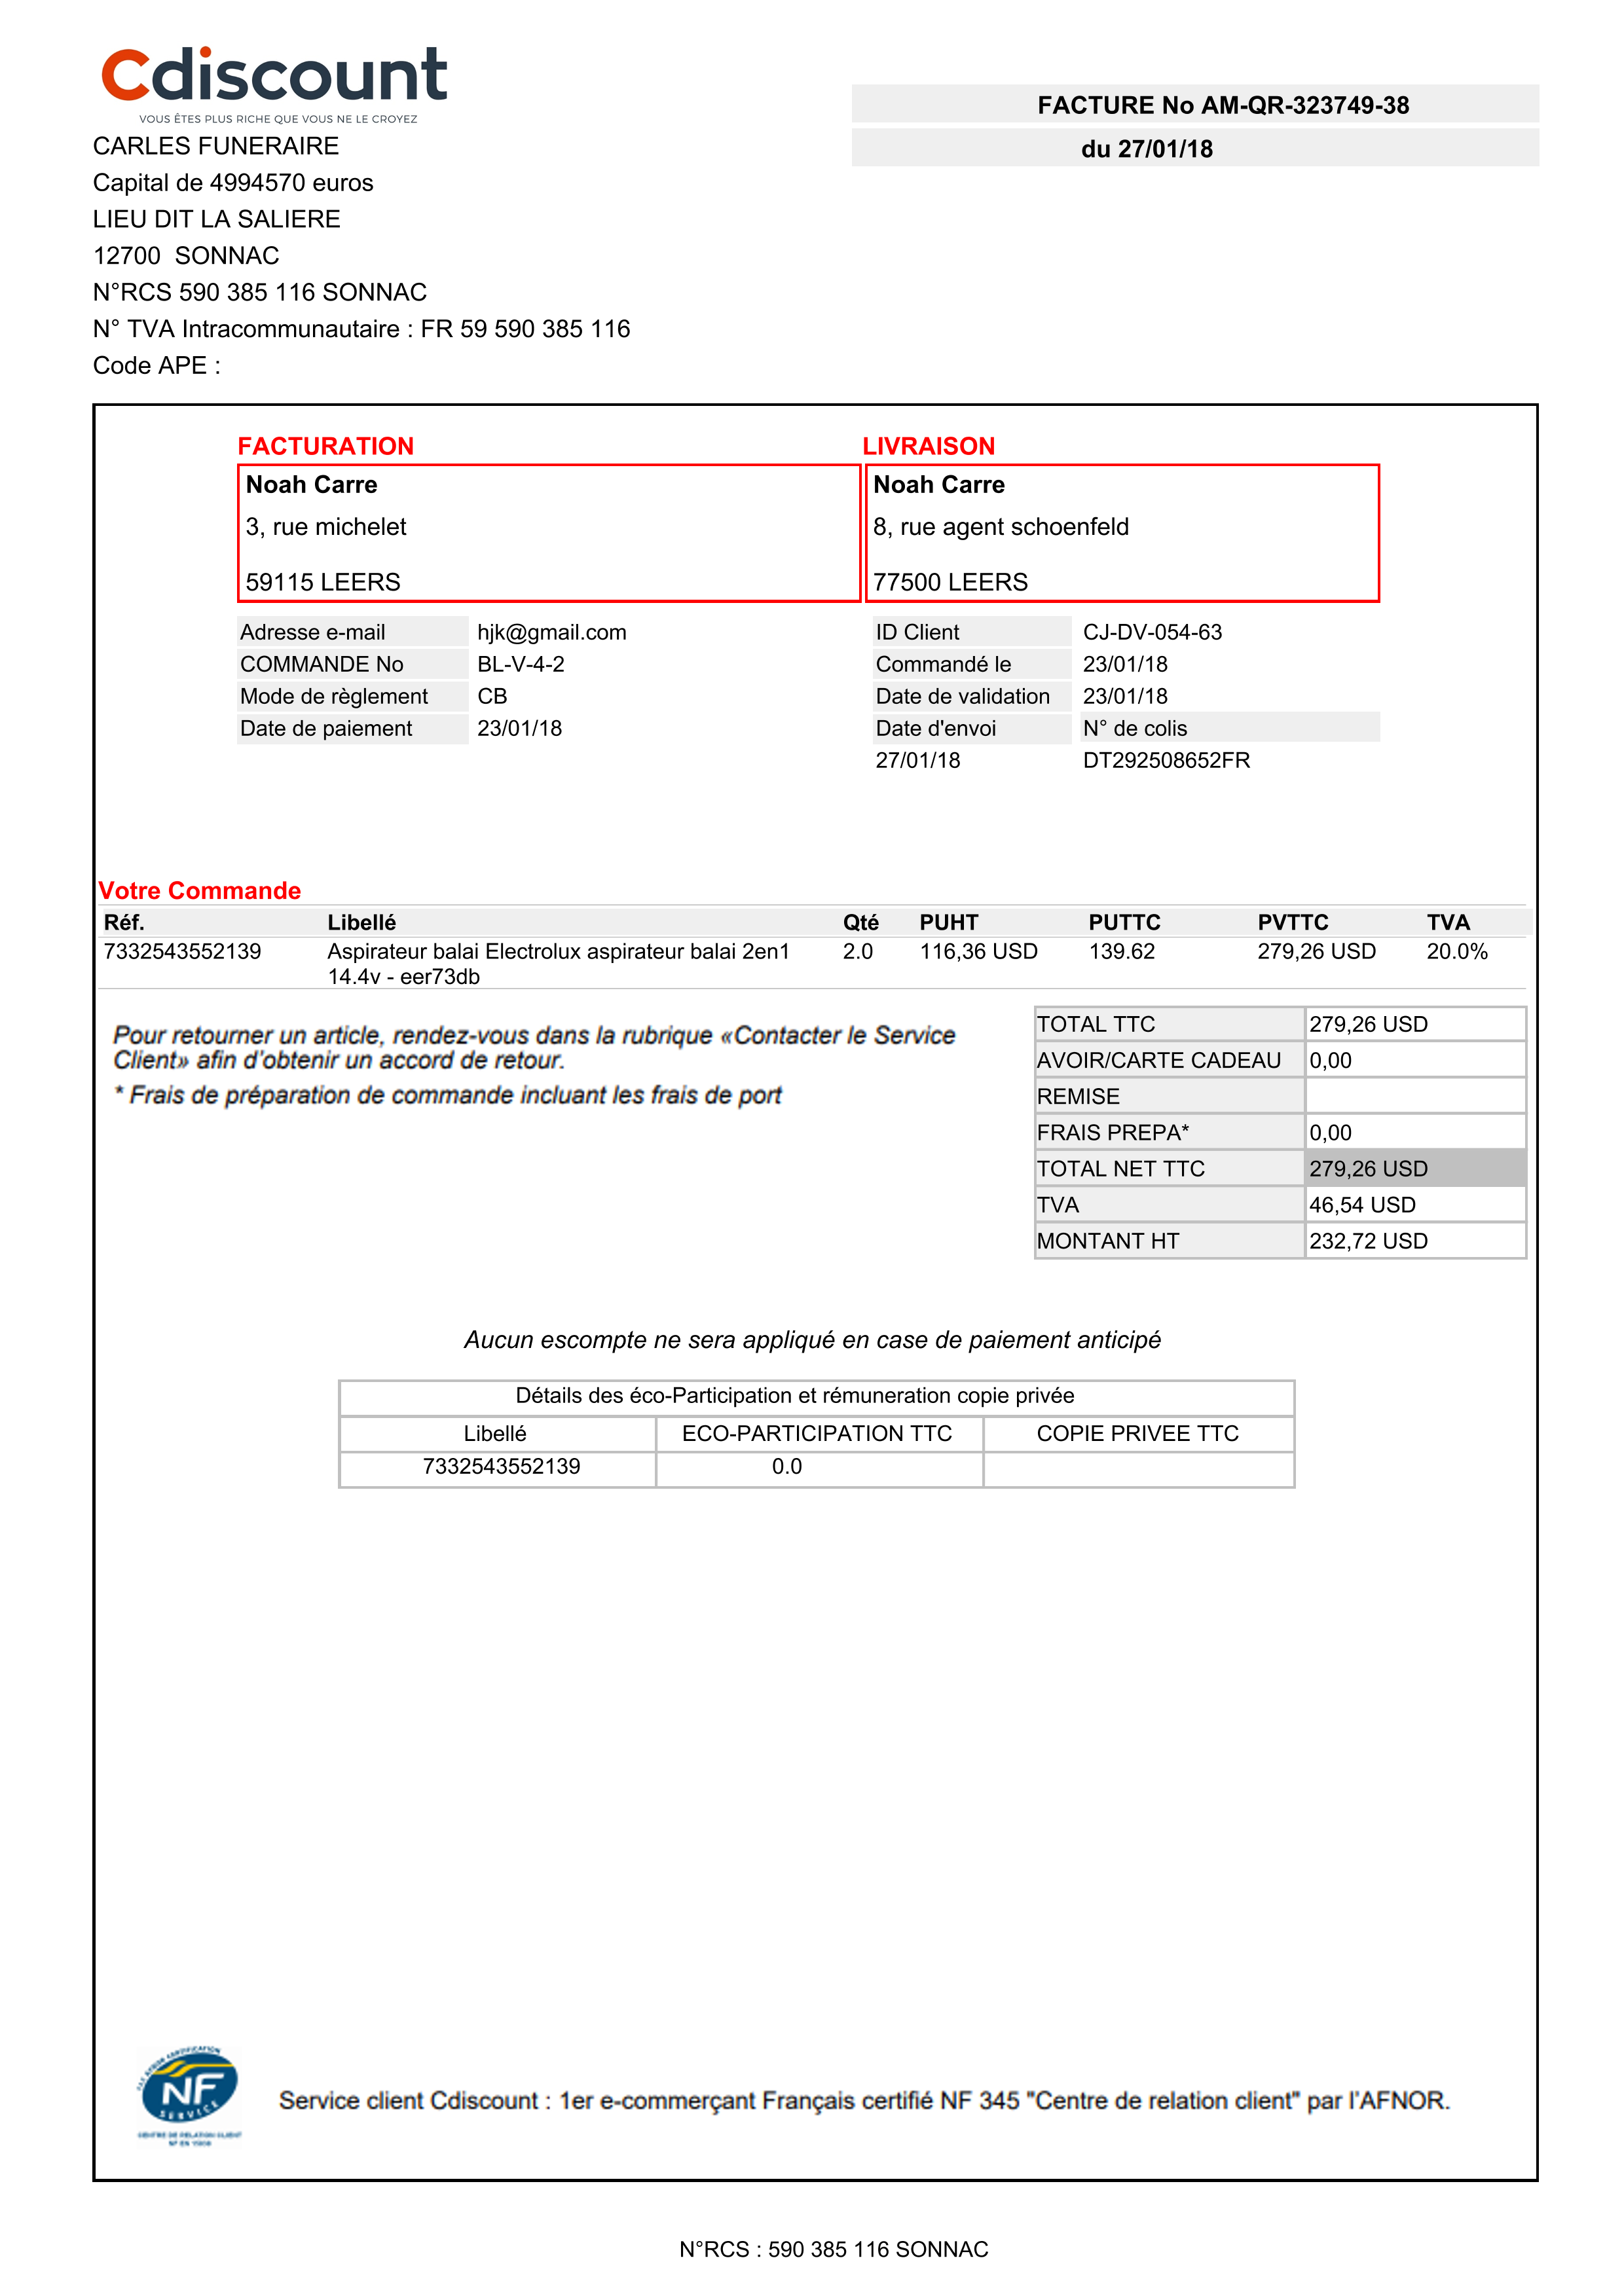 Cdiscount
VOUS ÊTES PLUS RICHE QUE VOUS NE LE CROYEZ
FACTURE No AM-QR-323749-38
du 27/01/18
CARLES FUNERAIRE
Capital de 4994570 euros
LIEU DIT LA SALIERE
12700 SONNAC
N°RCS 590 385 116 SONNAC
N° TVA Intracommunautaire : FR 59 590 385 116
Code APE :
FACTURATION
Noah Carre
3, rue michelet
59115 LEERS
LIVRAISON
Noah Carre
8, rue agent schoenfeld
77500 LEERS
Adresse e-mail hjk@gmail.com
COMMANDE No BL-V-4-2
Mode de règlement CB
Date de paiement 23/01/18
ID Client CJ-DV-054-63
Commandé le 23/01/18
Date de validation 23/01/18
Date d'envoi N° de colis
27/01/18 DT292508652FR
Votre Commande
Réf. Libellé Qté PUHT PUTTC PVTTC TVA
7332543552139 Aspirateur balai Electrolux aspirateur balai 2en1 2.0 116,36 USD 139.62 279,26 USD 20.0%
14.4v - eer73db
Pour retourner un article, rendez-vous dans la rubrique «Contacter le Service
Client» afin d'obtenir un accord de retour.
* Frais de préparation de commande incluant les frais de port
TOTAL TTC 279,26 USD
AVOIR/CARTE CADEAU 0,00
REMISE
FRAIS PREPA* 0,00
TOTAL NET TTC 279,26 USD
TVA 46,54 USD
MONTANT HT 232,72 USD
Aucun escompte ne sera appliqué en case de paiement anticipé
Détails des éco-Participation et rémuneration copie privée
Libellé ECO-PARTICIPATION TTC COPIE PRIVEE TTC
7332543552139 0.0
NF
SERVICE
CENTRE DE RELATION CLIENT
Service client Cdiscount : 1er e-commerçant Français certifié NF 345 "Centre de relation client" par l'AFNOR.
N°RCS : 590 385 116 SONNAC